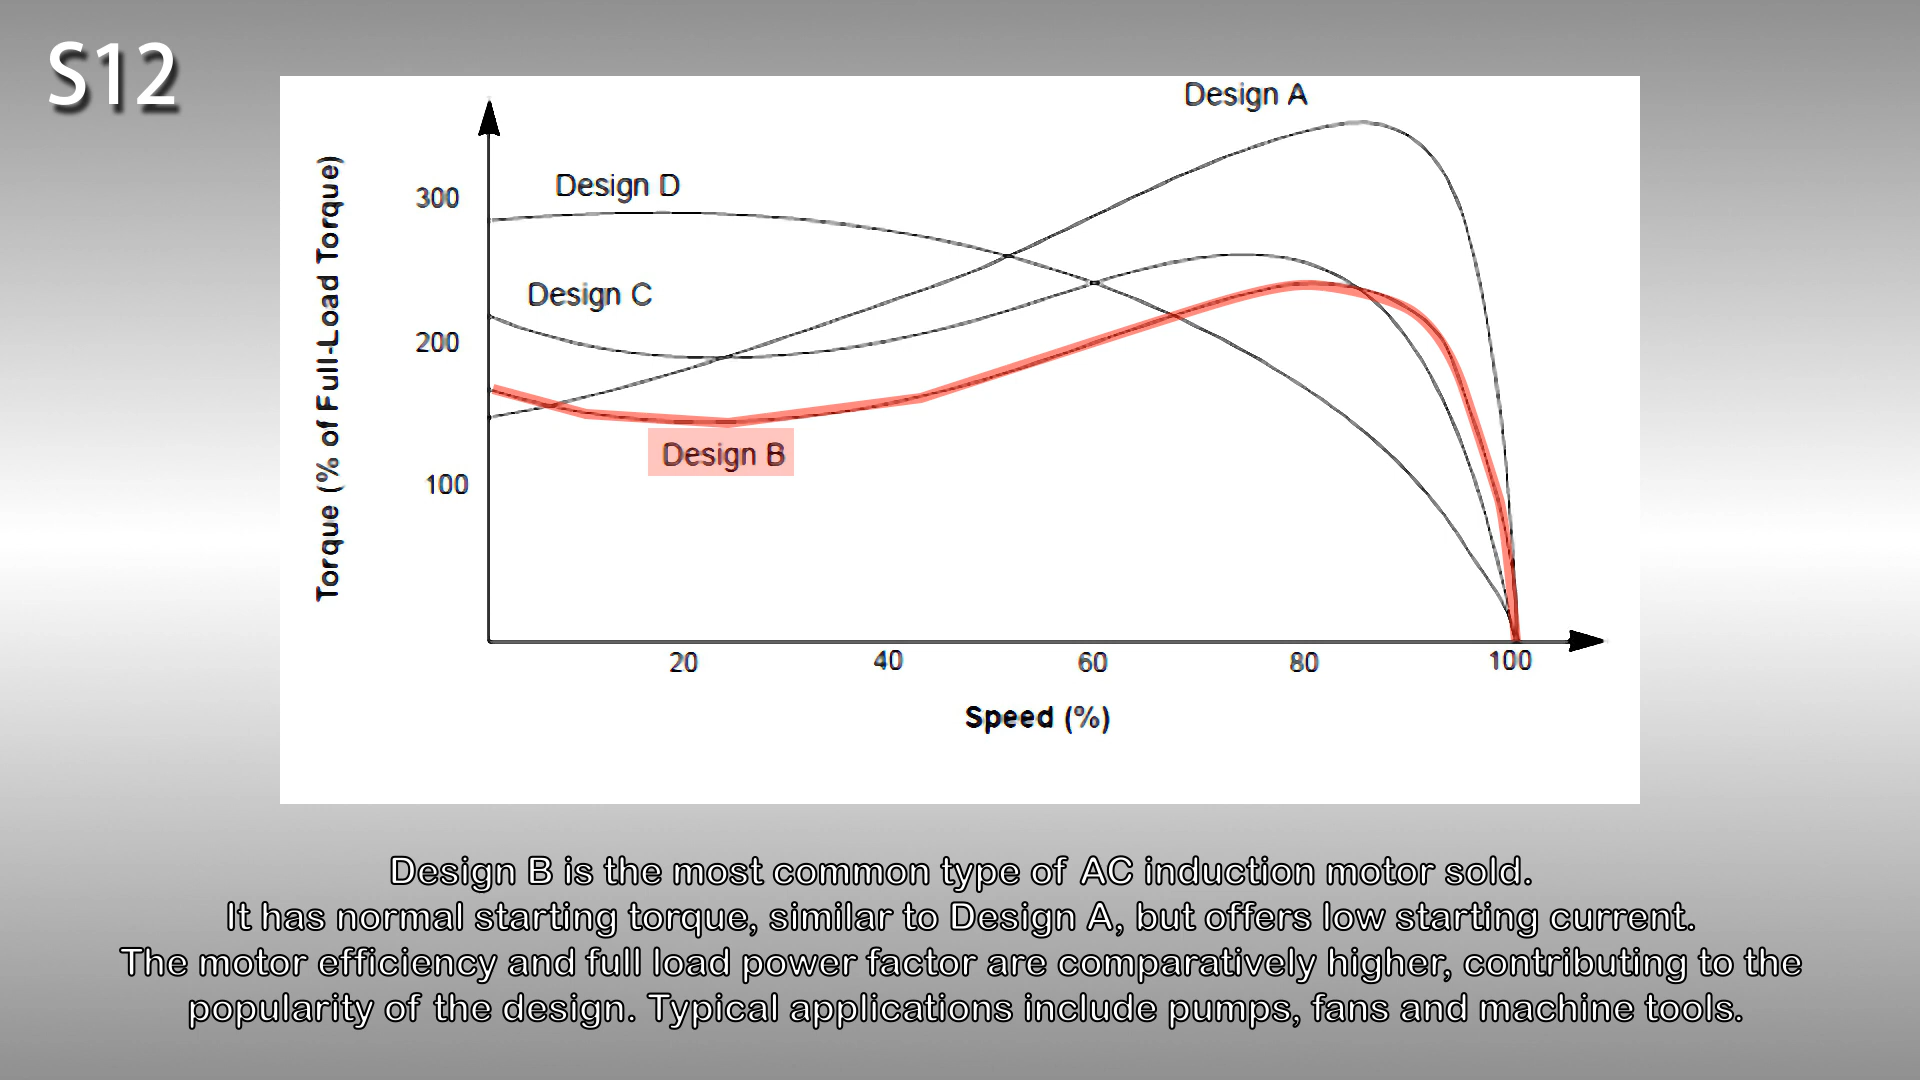 S12
Design A
Design D
300
Design C
200
Design B
100
Torque (% of Full-Load Torque)
20 40 60 80 100
Speed (%)
Design B is the most common type of AC induction motor sold.
It has normal starting torque, similar to Design A, but offers low starting current.
The motor efficiency and full load power factor are comparatively higher, contributing to the
popularity of the design. Typical applications include pumps, fans and machine tools.